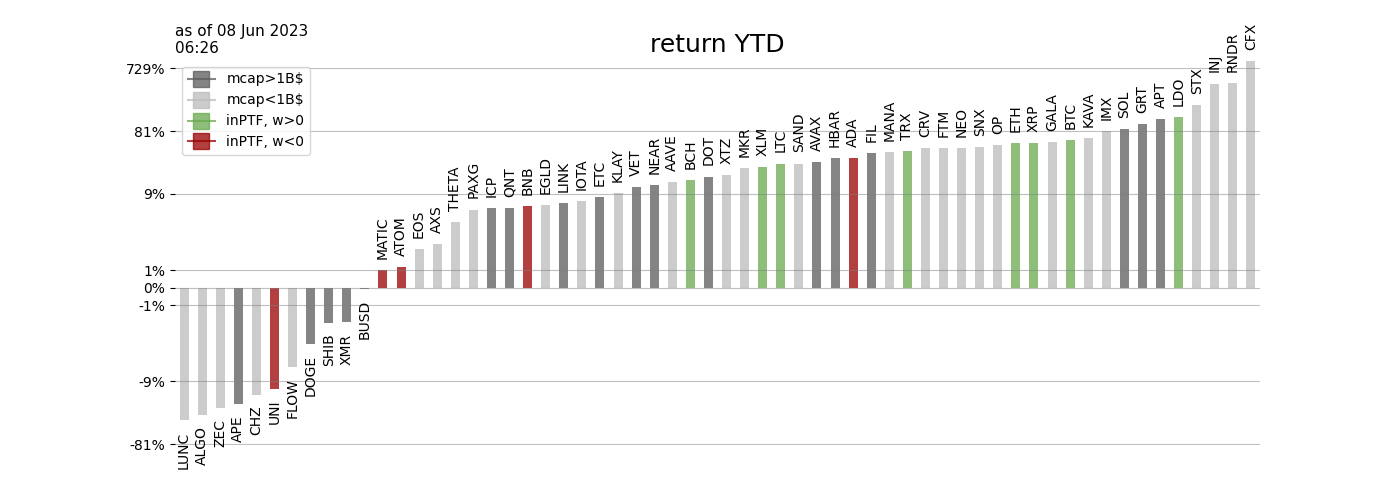 as of 08 Jun 2023
06:26
return YTD
mcap>1B$
mcap<1B$
inPTF, w>0
inPTF, w<0
729%
81%
9%
1%
0%
-1%
-9%
-81%
LUNC
ALGO
ZEC
APE
CHZ
UNI
FLOW
DOGE
SHIB
XMR
BUSD
MATIC
ATOM
EOS
AXS
THETA
PAXG
ICP
QNT
BNB
EGLD
LINK
IOTA
ETC
KLAY
VET
NEAR
AAVE
BCH
DOT
XTZ
MKR
XLM
LTC
SAND
AVAX
HBAR
ADA
FIL
MANA
TRX
CRV
FTM
NEO
SNX
OP
ETH
XRP
GALA
BTC
KAVA
IMX
SOL
GRT
APT
LDO
STX
INJ
RNDR
CFX